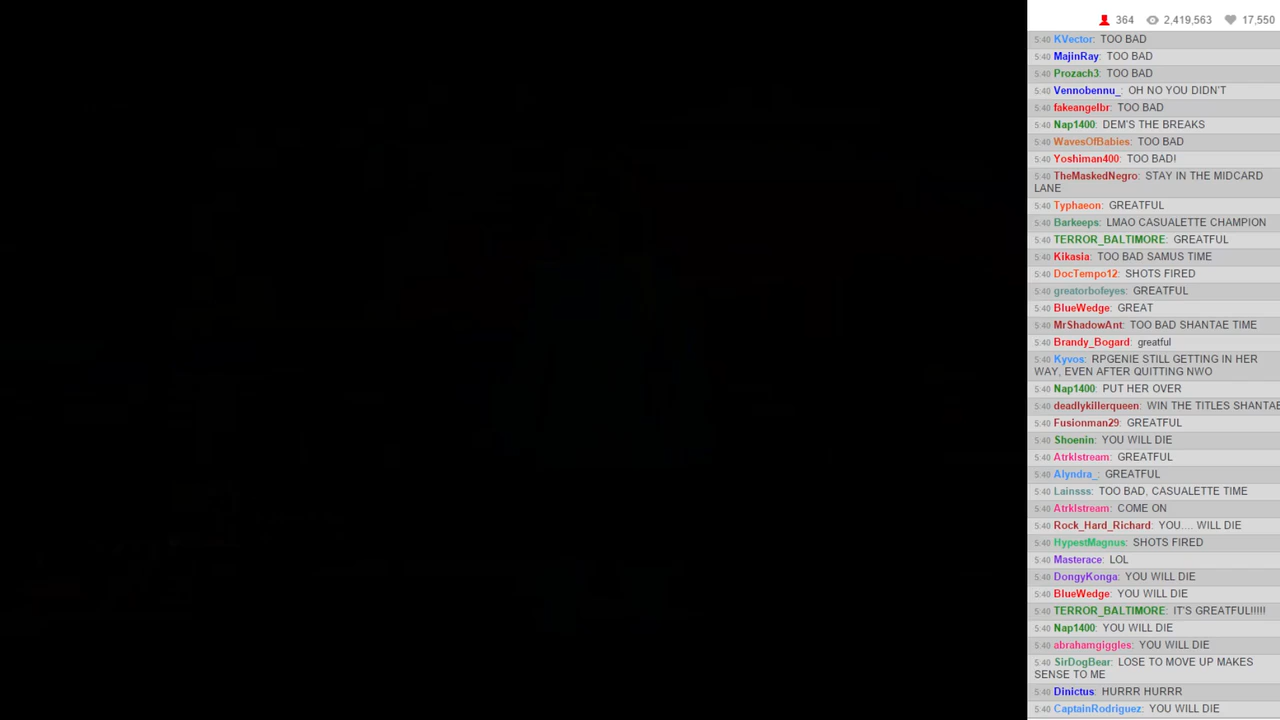 364 2,419,563 17,550
5:40 KVector: TOO BAD
5:40 MajinRay: TOO BAD
5:40 Prozach3: TOO BAD
5:40 Vennobennu_: OH NO YOU DIDN'T
5:40 fakeangelbr: TOO BAD
5:40 Nap1400: DEM'S THE BREAKS
5:40 WavesOfBabies: TOO BAD
5:40 Yoshiman400: TOO BAD!
5:40 TheMaskedNegro: STAY IN THE MIDCARD
LANE
5:40 Typhaeon: GREATFUL
5:40 Barkeeps: LMAO CASUALETTE CHAMPION
5:40 TERROR_BALTIMORE: GREATFUL
5:40 Kikasia: TOO BAD SAMUS TIME
5:40 DocTempo12: SHOTS FIRED
5:40 greatorbofeyes: GREATFUL
5:40 BlueWedge: GREAT
5:40 MrShadowAnt: TOO BAD SHANTAE TIME
5:40 Brandy_Bogard: greatful
5:40 Kyvos: RPGENIE STILL GETTING IN HER
WAY, EVEN AFTER QUITTING NWO
5:40 Nap1400: PUT HER OVER
5:40 deadlykillerqueen: WIN THE TITLES SHANTAE
5:40 Fusionman29: GREATFUL
5:40 Shoenin: YOU WILL DIE
5:40 Atrklstream: GREATFUL
5:40 Alyndra_: GREATFUL
5:40 Lainsss: TOO BAD, CASUALETTE TIME
5:40 Atrklstream: COME ON
5:40 Rock_Hard_Richard: YOU.... WILL DIE
5:40 HypestMagnus: SHOTS FIRED
5:40 Masterace: LOL
5:40 DongyKonga: YOU WILL DIE
5:40 BlueWedge: YOU WILL DIE
5:40 TERROR_BALTIMORE: IT'S GREATFUL!!!!!
5:40 Nap1400: YOU WILL DIE
5:40 abrahamgiggles: YOU WILL DIE
5:40 SirDogBear: LOSE TO MOVE UP MAKES
SENSE TO ME
5:40 Dinictus: HURRR HURRR
5:40 CaptainRodriguez: YOU WILL DIE